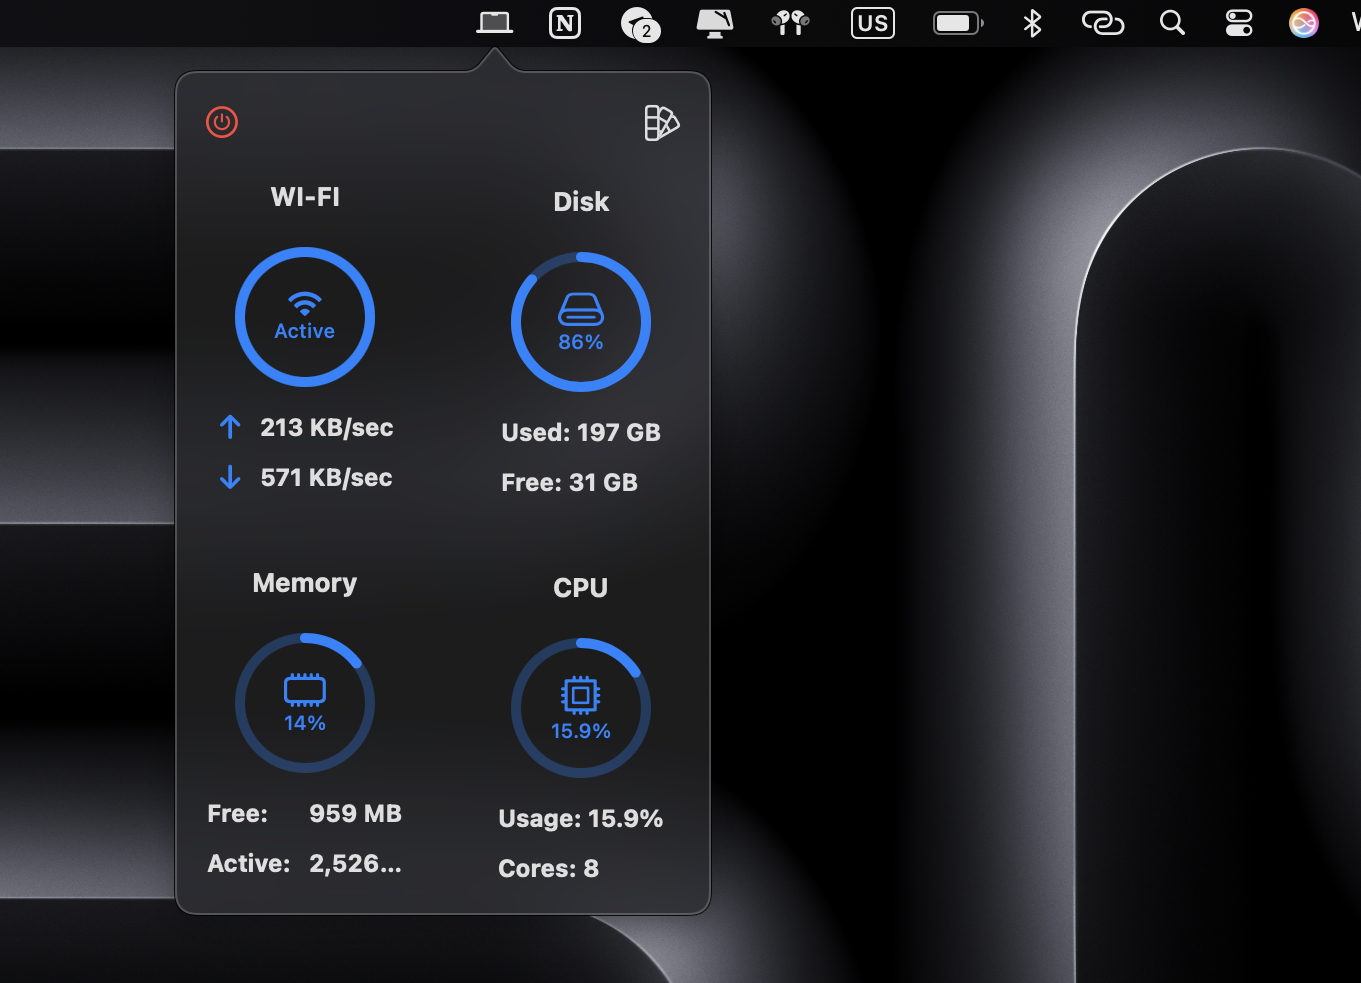 N
2
US
WI-FI
Active
213 KB/sec
571 KB/sec
Disk
86%
Used: 197 GB
Free: 31 GB
Memory
14%
Free: 959 MB
Active: 2,526...
CPU
15.9%
Usage: 15.9%
Cores: 8